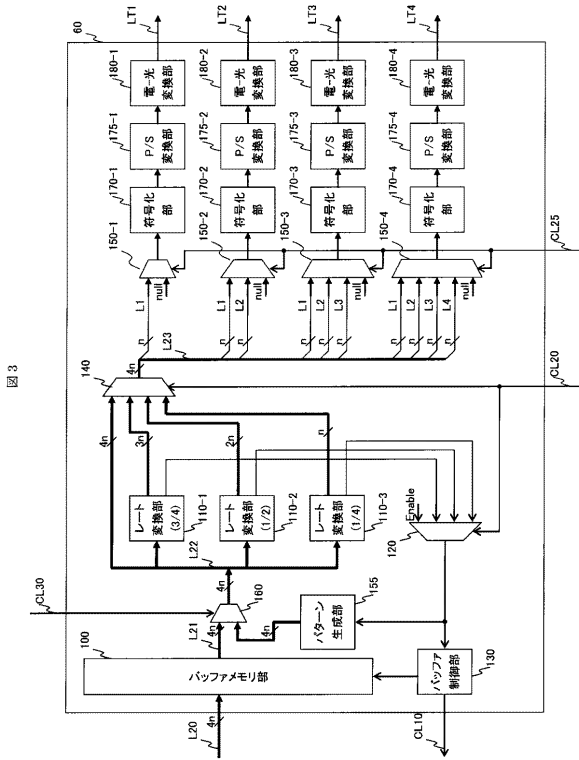 図3
60
LT1
LT2
LT3
LT4
180-1
電-光
変換部
180-2
電-光
変換部
180-3
電-光
変換部
180-4
電-光
変換部
175-1
P/S
変換部
175-2
P/S
変換部
175-3
P/S
変換部
175-4
P/S
変換部
170-1
符号化
部
170-2
符号化
部
170-3
符号化
部
170-4
符号化
部
150-1
150-2
150-3
150-4
CL25
L1
null
L1
L2
null
L1
L2
L3
null
L1
L2
L3
L4
null
n
n
n
n
n
n
n
n
n
n
L23
4n
140
CL20
4n
3n
2n
n
レート
変換部
(3/4)
110-1
レート
変換部
(1/2)
110-2
レート
変換部
(1/4)
110-3
Enable
120
L22
4n
CL30
160
4n
L21
4n
パターン
生成部
155
100
バッファメモリ部
バッファ
制御部
130
L20
4n
CL10